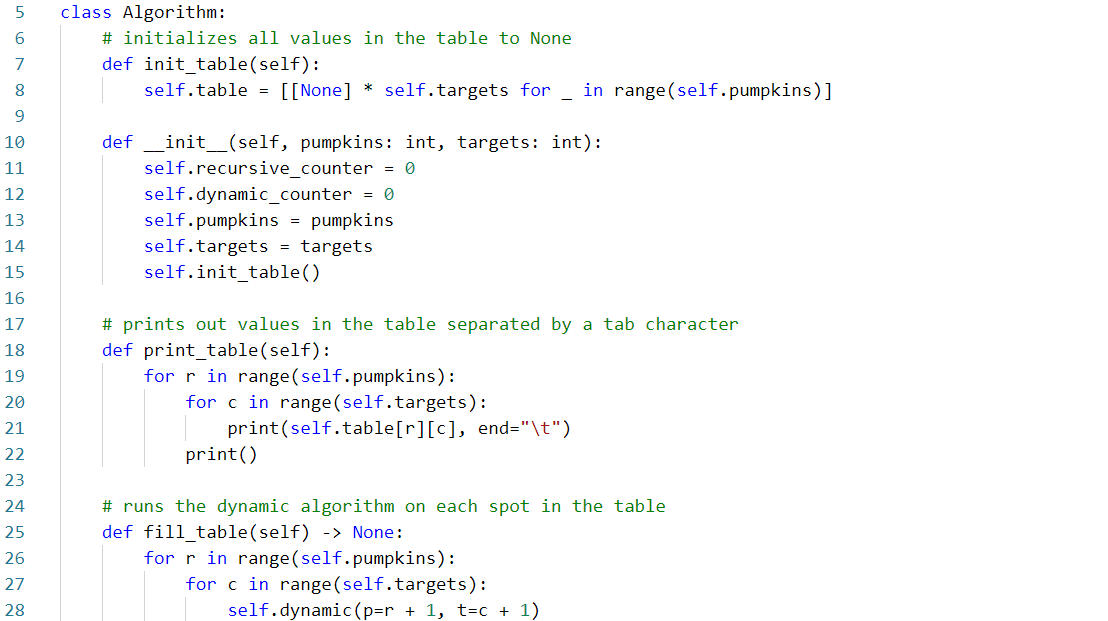 5 class Algorithm:
6     # initializes all values in the table to None
7     def init_table(self):
8         self.table = [[None] * self.targets for _ in range(self.pumpkins)]
9
10     def __init__(self, pumpkins: int, targets: int):
11         self.recursive_counter = 0
12         self.dynamic_counter = 0
13         self.pumpkins = pumpkins
14         self.targets = targets
15         self.init_table()
16
17     # prints out values in the table separated by a tab character
18     def print_table(self):
19         for r in range(self.pumpkins):
20             for c in range(self.targets):
21                 print(self.table[r][c], end="\t")
22             print()
23
24     # runs the dynamic algorithm on each spot in the table
25     def fill_table(self) -> None:
26         for r in range(self.pumpkins):
27             for c in range(self.targets):
28                 self.dynamic(p=r + 1, t=c + 1)